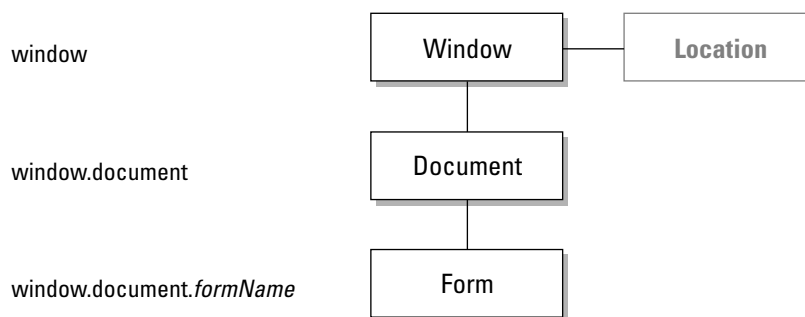 window
Window
Location
window.document
Document
window.document.formName
Form